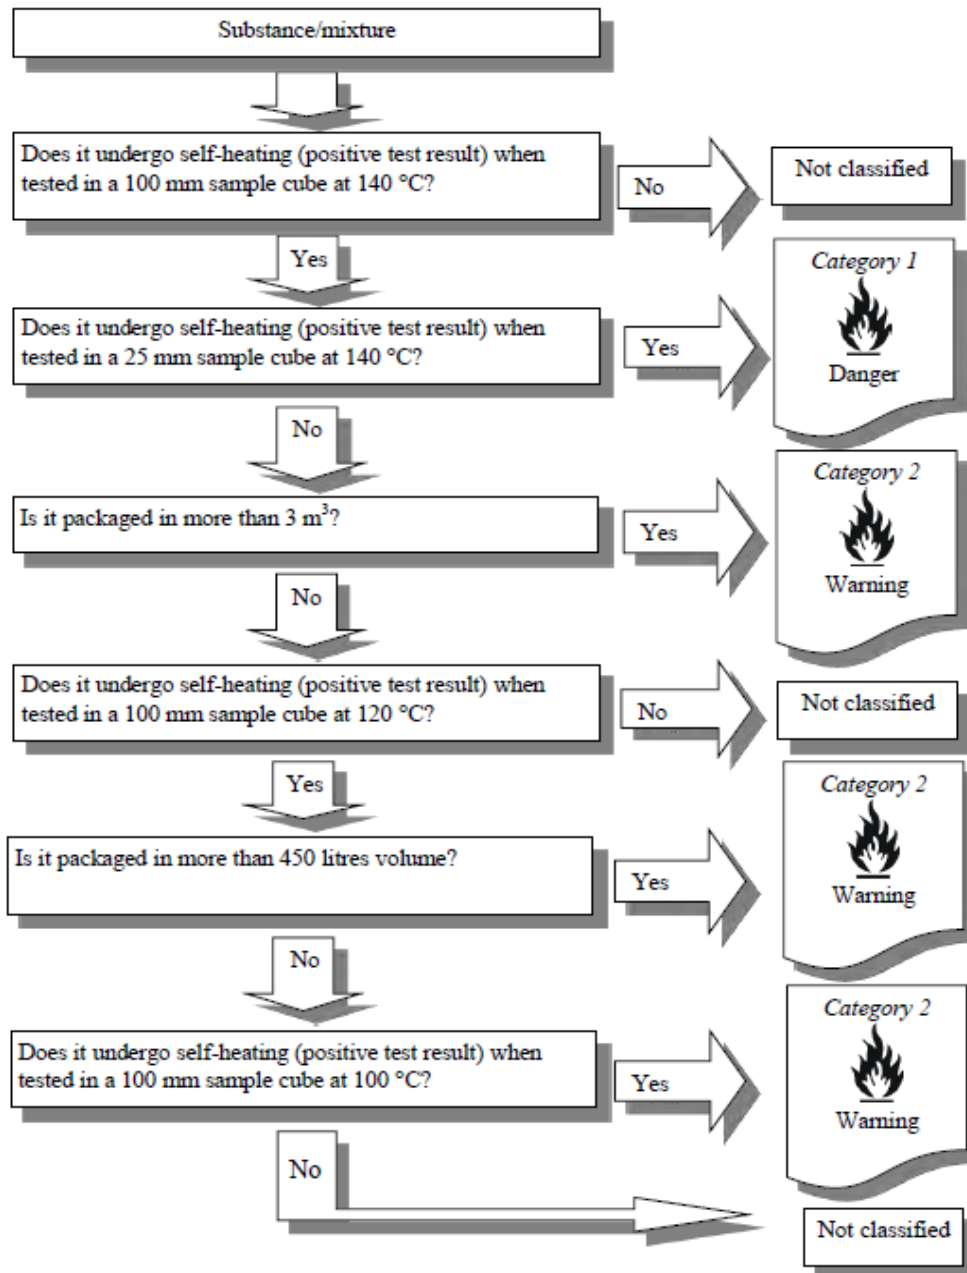 Substance/mixture
Does it undergo self-heating (positive test result) when
tested in a 100 mm sample cube at 140 °C?
No
Not classified
Yes
Category 1
Danger
Does it undergo self-heating (positive test result) when
tested in a 25 mm sample cube at 140 °C?
Yes
No
Category 2
Warning
Is it packaged in more than 3 m³?
Yes
No
Does it undergo self-heating (positive test result) when
tested in a 100 mm sample cube at 120 °C?
No
Not classified
Yes
Category 2
Warning
Is it packaged in more than 450 litres volume?
Yes
No
Category 2
Warning
Does it undergo self-heating (positive test result) when
tested in a 100 mm sample cube at 100 °C?
Yes
No
Not classified